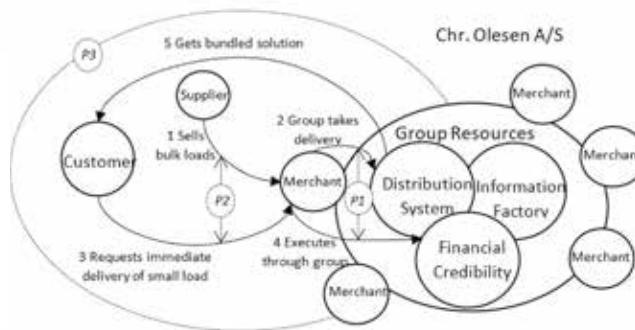 P3
5 Gets bundled solution
Chr. Olesen A/S
Supplier
Merchant
1 Sells
bulk loads
2 Group takes
delivery
Group Resources
Merchant
Customer
Merchant
Distribution
System
Information
Factory
P2
P1
3 Requests immediate
delivery of small load
4 Executes
through group
Financial
Credibility
Merchant
Merchant